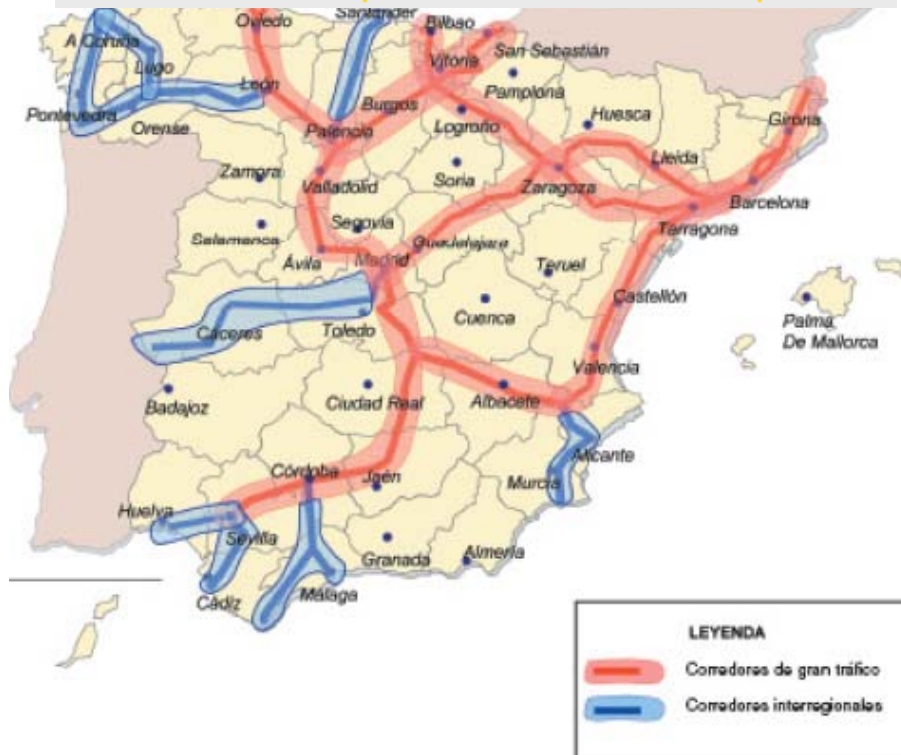 Santander
Oviedo
Bilbao
A Coruña
Lugo
San Sebastián
Vitoria
León
Burgos
Pamplona
Pontevedra
Orense
Palencia
Logroño
Huesca
Girona
Zamora
Valladolid
Soria
Zaragoza
Lleida
Barcelona
Segovia
Salamanca
Tarragona
Ávila
Madrid
Guadalajara
Teruel
Castellón
Cáceres
Toledo
Cuenca
Palma
De Mallorca
Valencia
Badajoz
Ciudad Real
Albacete
Alicante
Córdoba
Jaén
Murcia
Huelva
Sevilla
Granada
Almería
Cádiz
Málaga
LEYENDA
Corredores de gran tráfico
Corredores interregionales